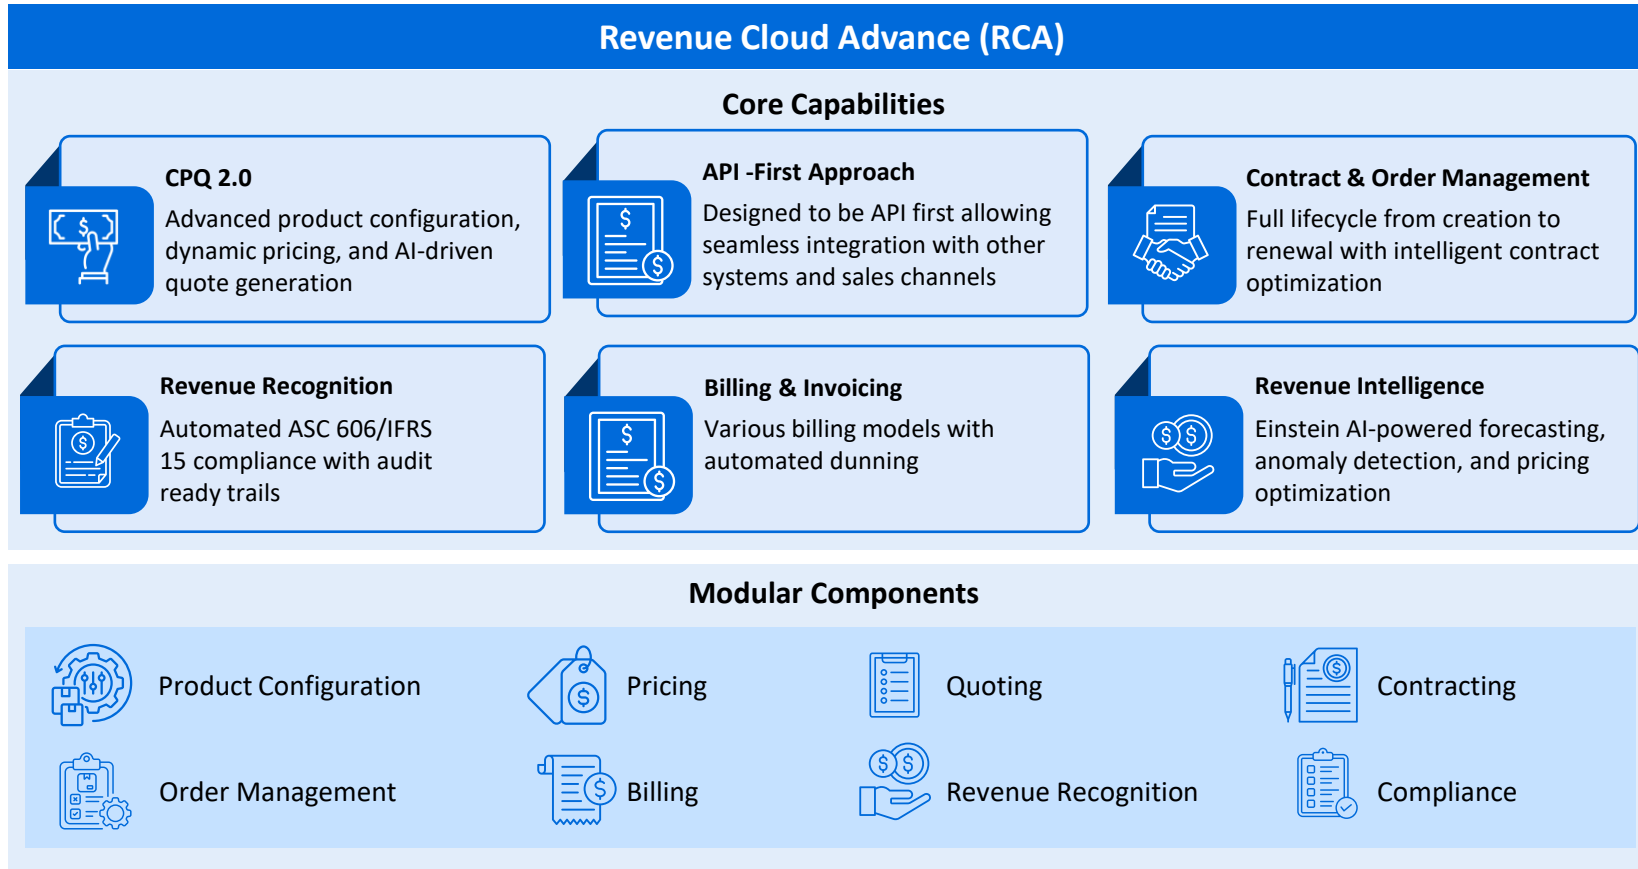 Revenue Cloud Advance (RCA)
Core Capabilities
CPQ 2.0
Advanced product configuration,
dynamic pricing, and AI-driven
quote generation
API -First Approach
Designed to be API first allowing
seamless integration with other
systems and sales channels
Contract & Order Management
Full lifecycle from creation to
renewal with intelligent contract
optimization
Revenue Recognition
Automated ASC 606/IFRS
15 compliance with audit
ready trails
Billing & Invoicing
Various billing models with
automated dunning
Revenue Intelligence
Einstein AI-powered forecasting,
anomaly detection, and pricing
optimization
Modular Components
Product Configuration
Pricing
Quoting
Contracting
Order Management
Billing
Revenue Recognition
Compliance